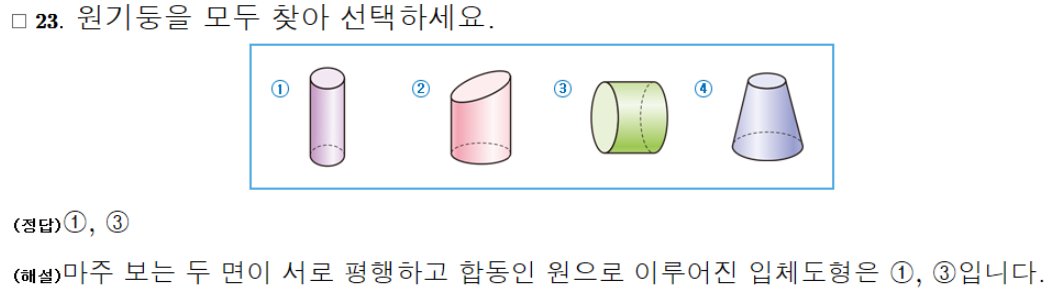 □ 23. 원기둥을 모두 찾아 선택하세요.
① ② ③ ④
(정답)①, ③
(해설)마주 보는 두 면이 서로 평행하고 합동인 원으로 이루어진 입체도형은 ①, ③입니다.